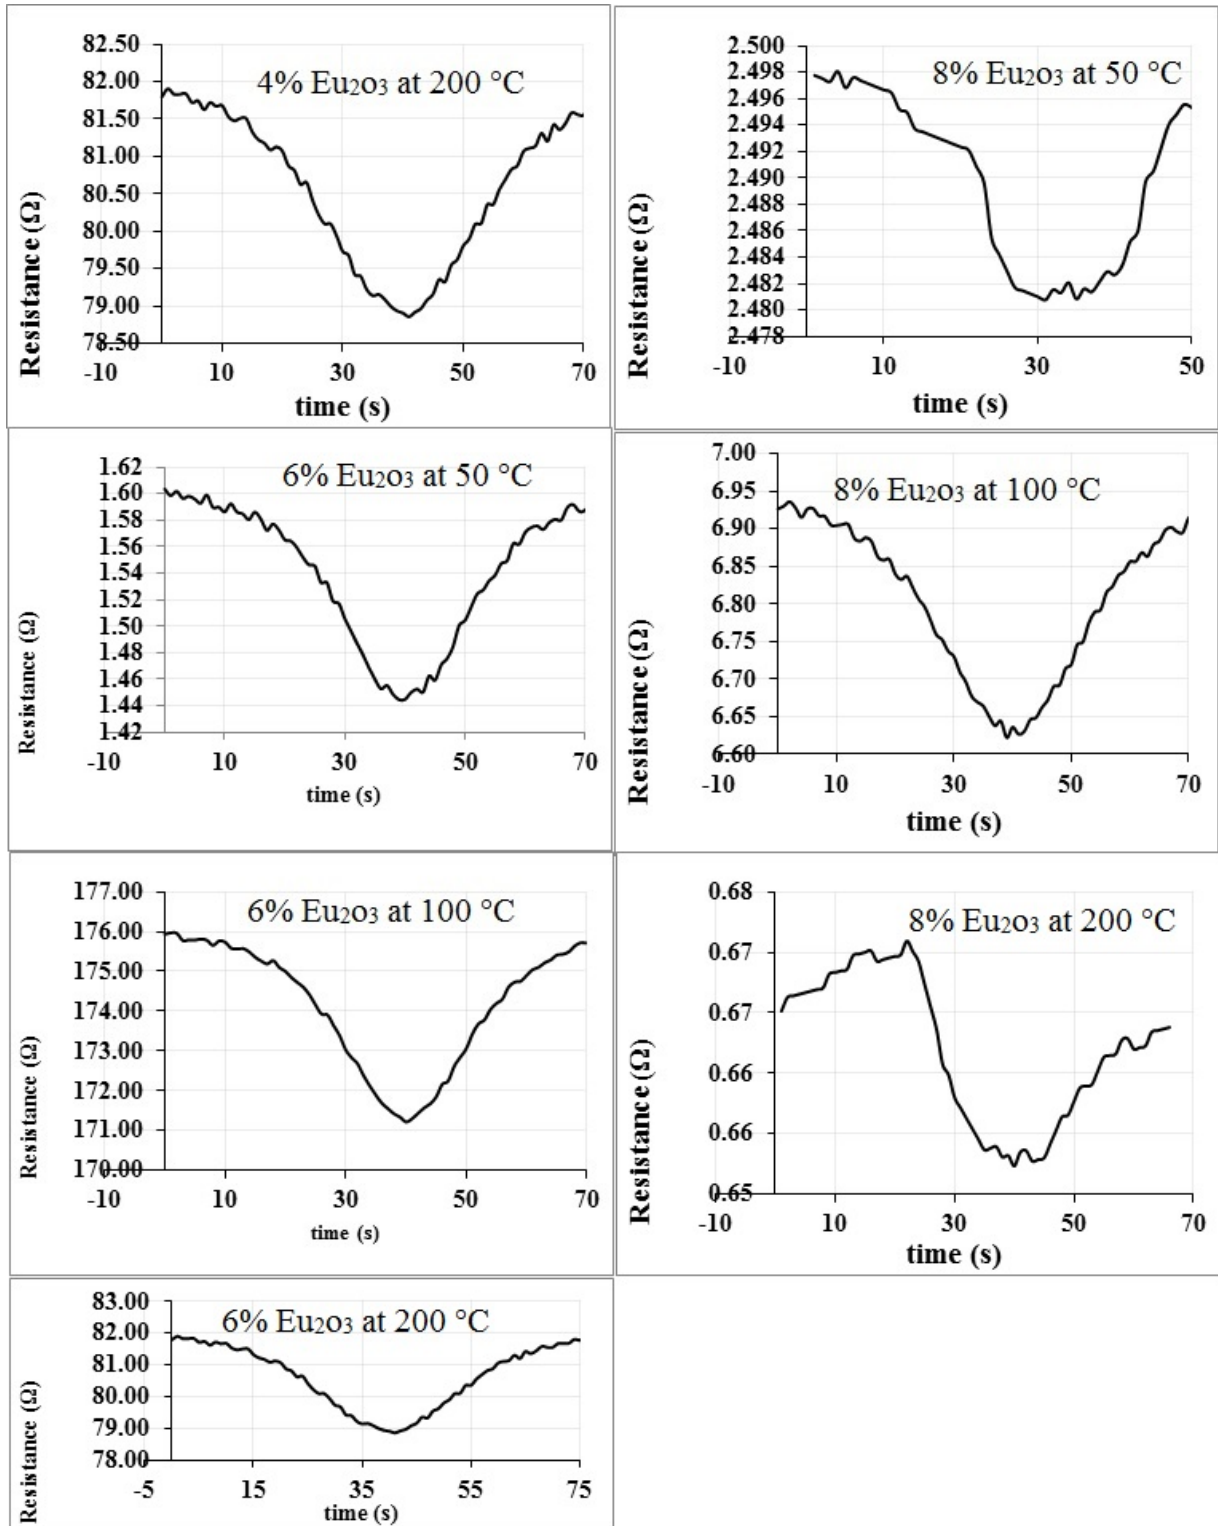 82.50
82.00
81.50
81.00
80.50
80.00
79.50
79.00
78.50
4% Eu₂o₃ at 200 °C
Resistance (Ω)
-10 10 30 50 70
time (s)
2.500
2.498
2.496
2.494
2.492
2.490
2.488
2.486
2.484
2.482
2.480
2.478
8% Eu₂o₃ at 50 °C
Resistance (Ω)
-10 10 30 50
time (s)
1.62
1.60
1.58
1.56
1.54
1.52
1.50
1.48
1.46
1.44
1.42
6% Eu₂o₃ at 50 °C
Resistance (Ω)
-10 10 30 50 70
time (s)
7.00
6.95
6.90
6.85
6.80
6.75
6.70
6.65
6.60
8% Eu₂o₃ at 100 °C
Resistance (Ω)
-10 10 30 50 70
time (s)
177.00
176.00
175.00
174.00
173.00
172.00
171.00
170.00
6% Eu₂o₃ at 100 °C
Resistance (Ω)
-10 10 30 50 70
time (s)
0.68
0.67
0.67
0.66
0.66
0.65
8% Eu₂o₃ at 200 °C
Resistance (Ω)
-10 10 30 50 70
time (s)
83.00
82.00
81.00
80.00
79.00
78.00
6% Eu₂o₃ at 200 °C
Resistance (Ω)
-5 15 35 55 75
time (s)